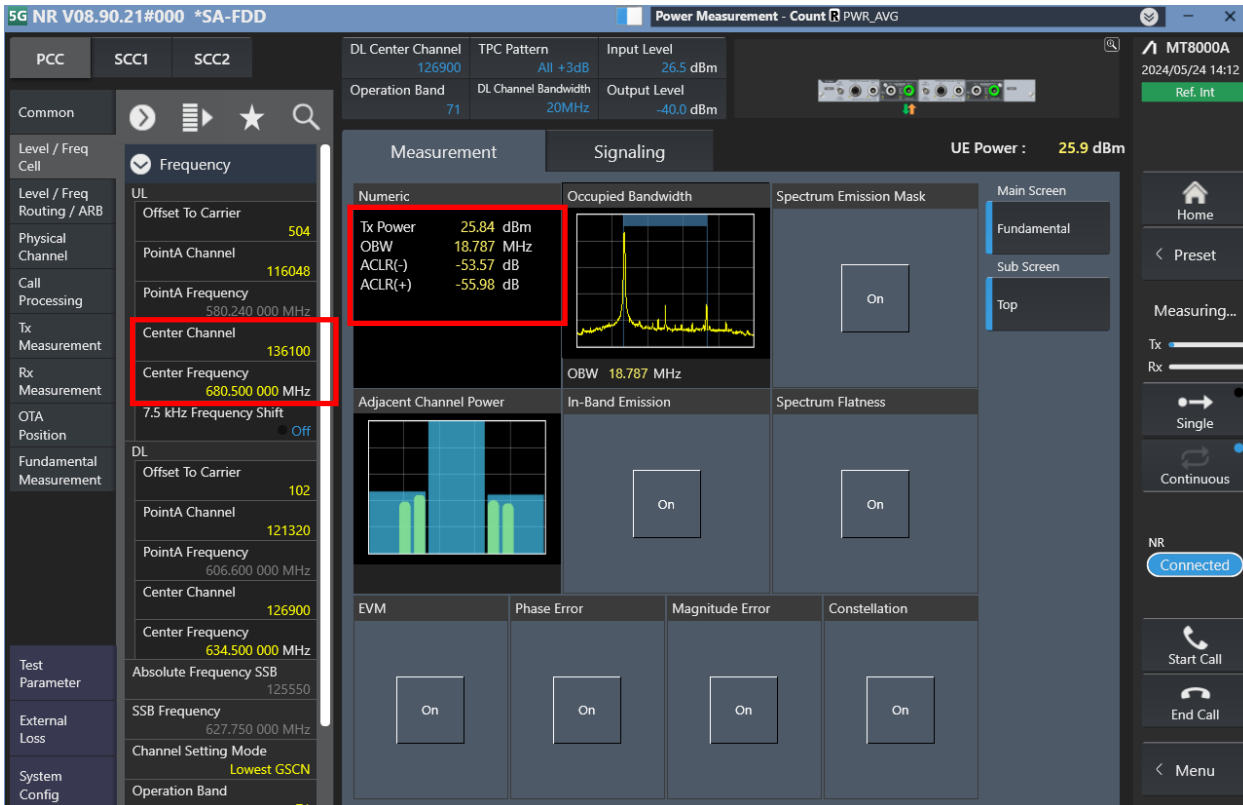 5G NR V08.90.21#000 *SA-FDD
Power Measurement - Count R PWR_AVG
PCC SCC1 SCC2
DL Center Channel
126900
TPC Pattern
All +3dB
Input Level
26.5 dBm
Operation Band
71
DL Channel Bandwidth
20MHz
Output Level
-40.0 dBm
MT8000A
2024/05/24 14:12
Ref. Int
Common
Level / Freq
Cell
Level / Freq
Routing / ARB
Physical
Channel
Call
Processing
Tx
Measurement
Rx
Measurement
OTA
Position
Fundamental
Measurement
Test
Parameter
External
Loss
System
Config
Frequency
UL
Offset To Carrier
504
PointA Channel
116048
PointA Frequency
580.240 000 MHz
Center Channel
136100
Center Frequency
680.500 000 MHz
7.5 kHz Frequency Shift
Off
DL
Offset To Carrier
102
PointA Channel
121320
PointA Frequency
606.600 000 MHz
Center Channel
126900
Center Frequency
634.500 000 MHz
Absolute Frequency SSB
125550
SSB Frequency
627.750 000 MHz
Channel Setting Mode
Lowest GSCN
Operation Band
Measurement Signaling
UE Power : 25.9 dBm
Numeric
Tx Power 25.84 dBm
OBW 18.787 MHz
ACLR(-) -53.57 dB
ACLR(+) -55.98 dB
Occupied Bandwidth
OBW 18.787 MHz
Spectrum Emission Mask
On
Main Screen
Fundamental
Sub Screen
Top
Adjacent Channel Power
In-Band Emission
On
Spectrum Flatness
On
EVM
On
Phase Error
On
Magnitude Error
On
Constellation
On
Home
< Preset
Measuring...
Tx
Rx
Single
Continuous
NR
Connected
Start Call
End Call
< Menu